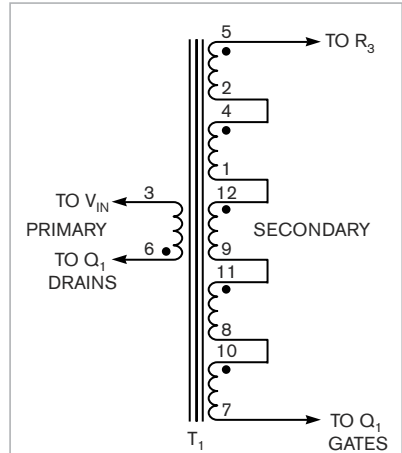 5
TO R3
2
4
1
TO VIN
3
12
PRIMARY
SECONDARY
6
9
TO Q1
DRAINS
11
8
10
7
TO Q1
GATES
T1